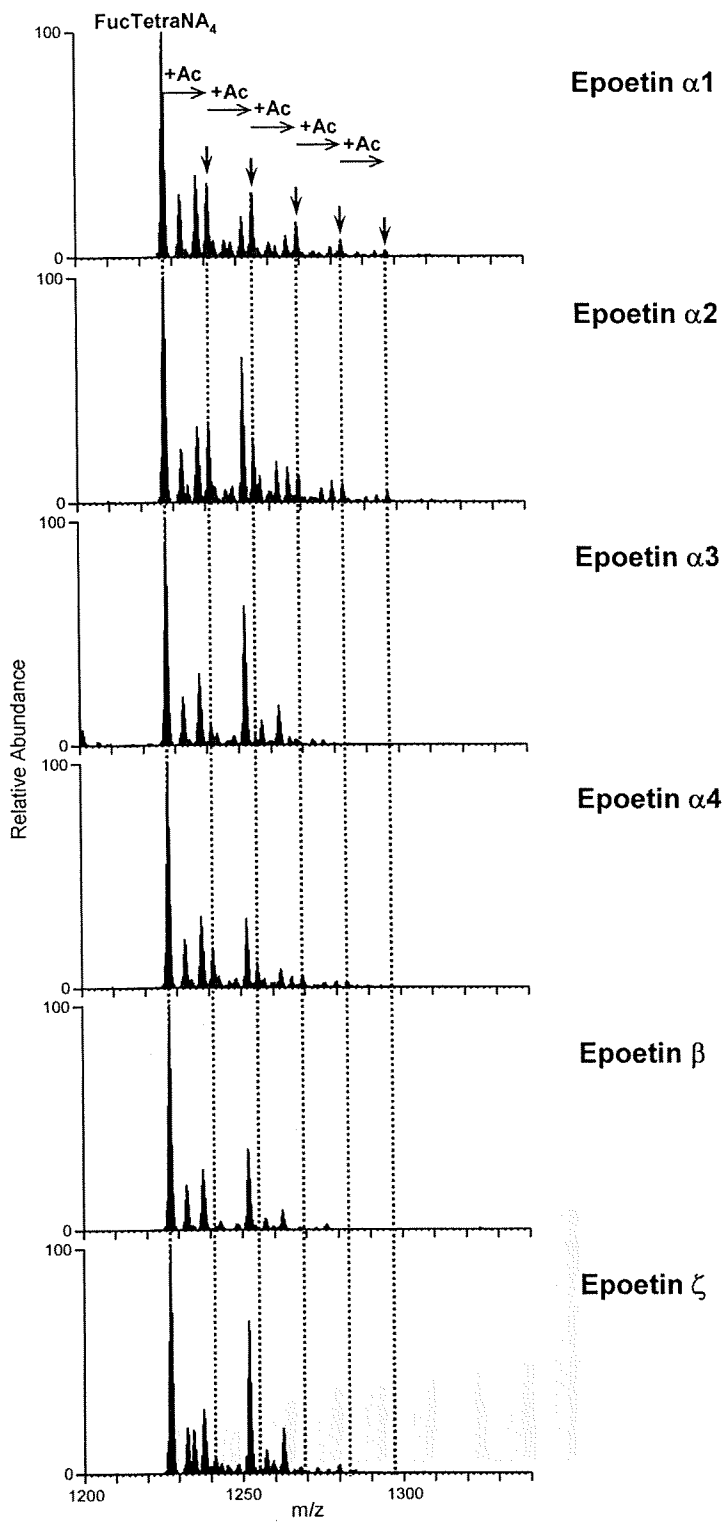 FucTetraNA4
100
+Ac
+Ac
+Ac
+Ac
+Ac
0
Epoetin α1
100
0
Epoetin α2
100
0
Epoetin α3
Relative Abundance
100
0
Epoetin α4
100
0
Epoetin β
100
0
Epoetin ζ
1200
1250
1300
m/z